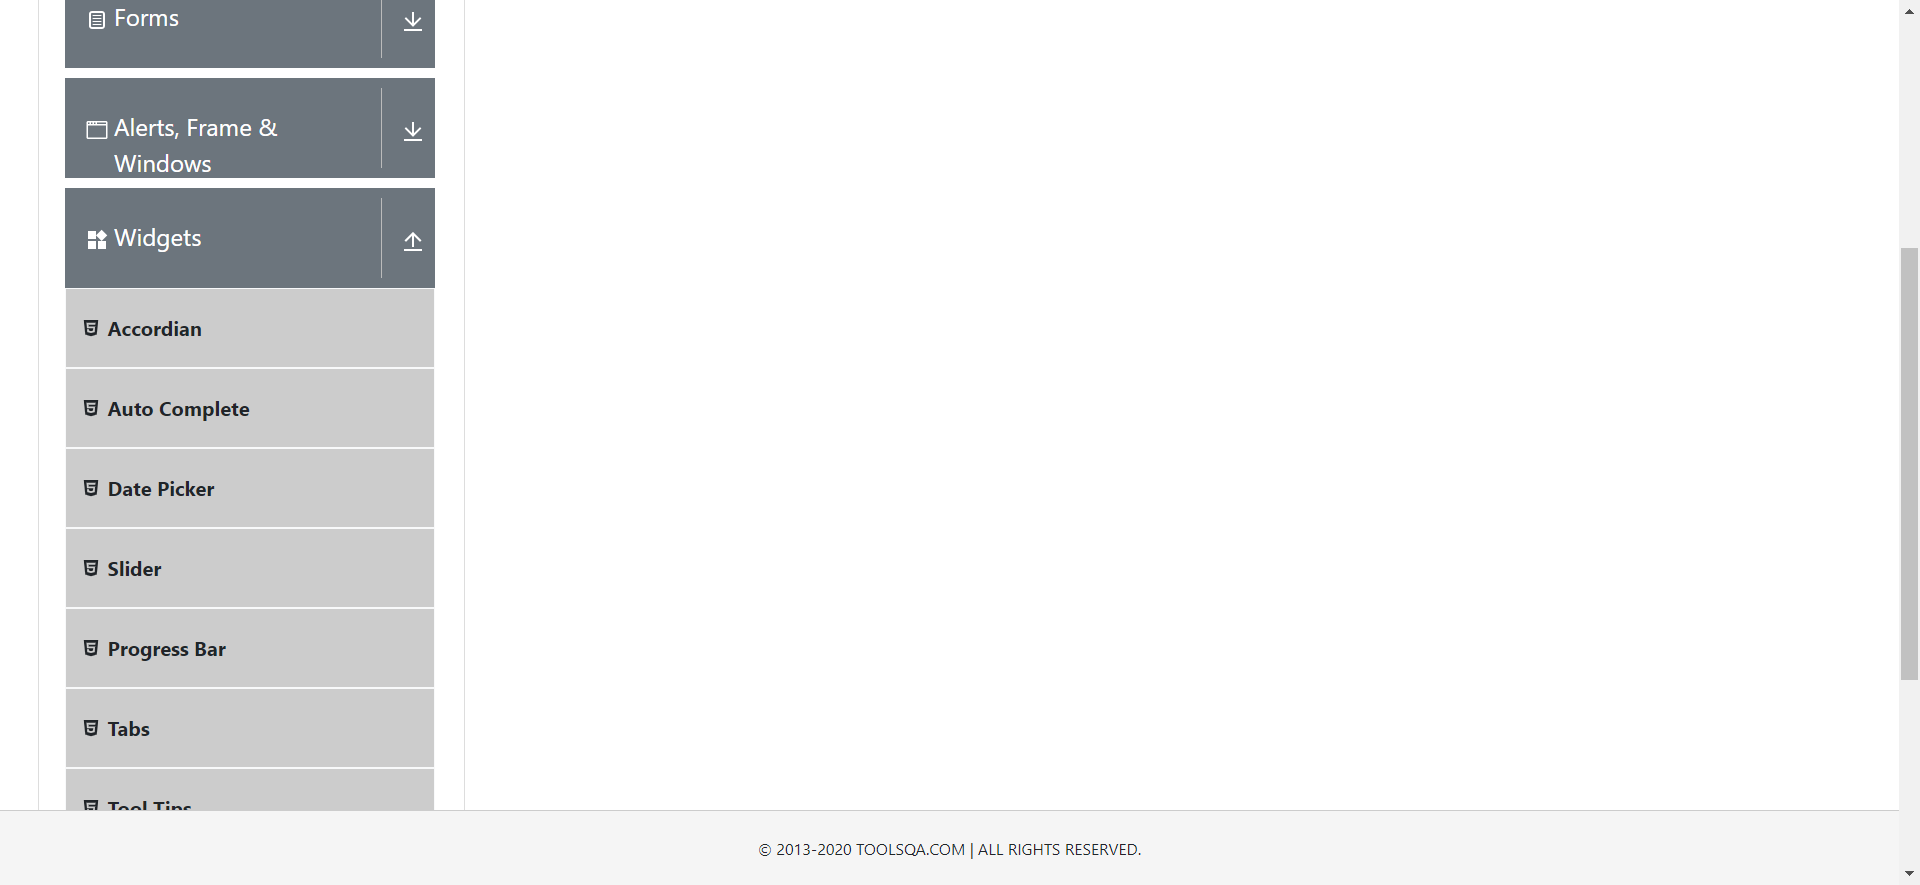 Forms
Alerts, Frame &
Windows
Widgets
Accordian
Auto Complete
Date Picker
Slider
Progress Bar
Tabs
Tool Tips
© 2013-2020 TOOLSQA.COM | ALL RIGHTS RESERVED.